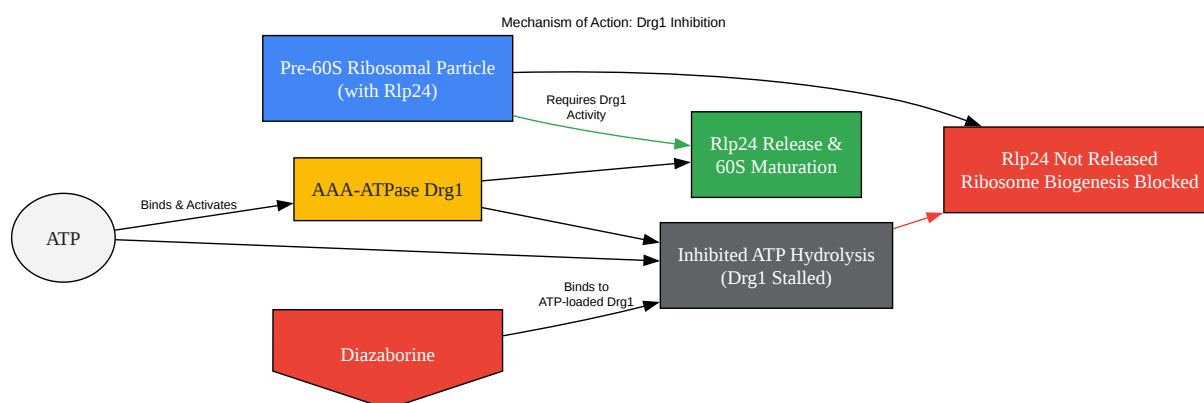 Mechanism of Action: Drg1 Inhibition
Pre-60S Ribosomal Particle
(with Rlp24)
Requires Drg1
Activity
Rlp24 Release &
60S Maturation
Rlp24 Not Released
Ribosome Biogenesis Blocked
AAA-ATPase Drg1
Binds & Activates
ATP
Inhibited ATP Hydrolysis
(Drg1 Stalled)
Binds to
ATP-loaded Drg1
Diazaborine